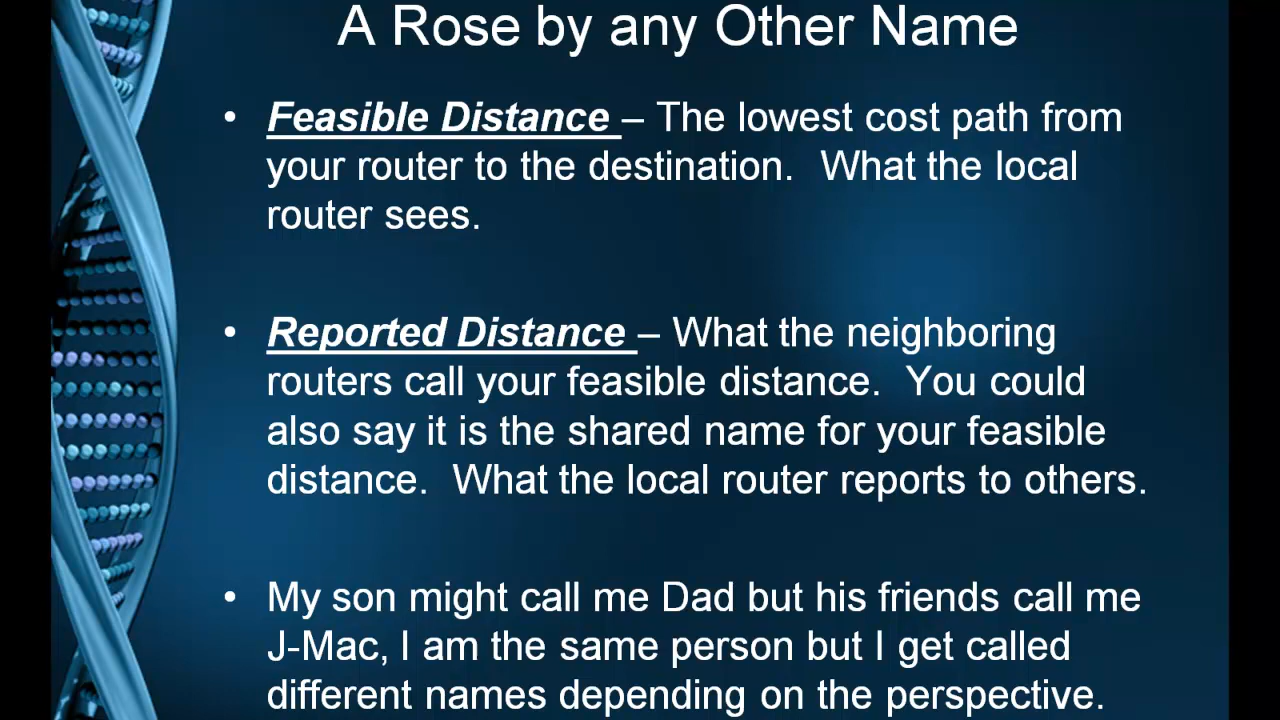 A Rose by any Other Name
• Feasible Distance – The lowest cost path from
your router to the destination.  What the local
router sees.
• Reported Distance – What the neighboring
routers call your feasible distance.  You could
also say it is the shared name for your feasible
distance.  What the local router reports to others.
• My son might call me Dad but his friends call me
J-Mac, I am the same person but I get called
different names depending on the perspective.